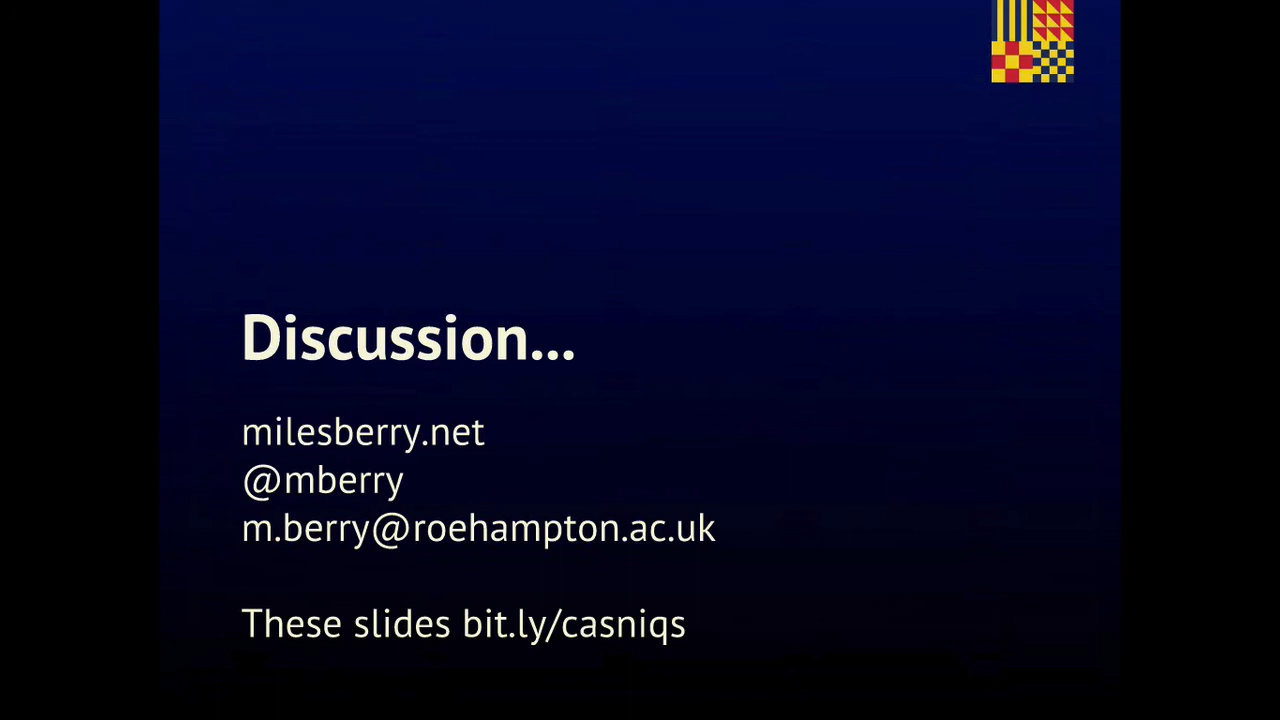 Discussion...
milesberry.net
@mberry
m.berry@roehampton.ac.uk
These slides bit.ly/casniqs